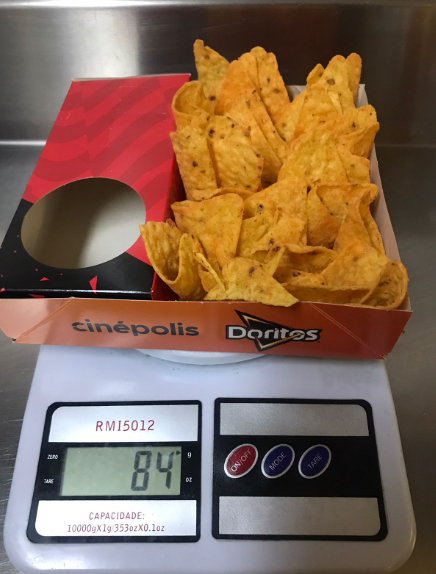 cinépolis
Doritos
RMI5012
ZERO
g
84
TARE
oz
CAPACIDADE:
10000gX1g/353ozX0.1oz
ON/OFF
MODE
TARE